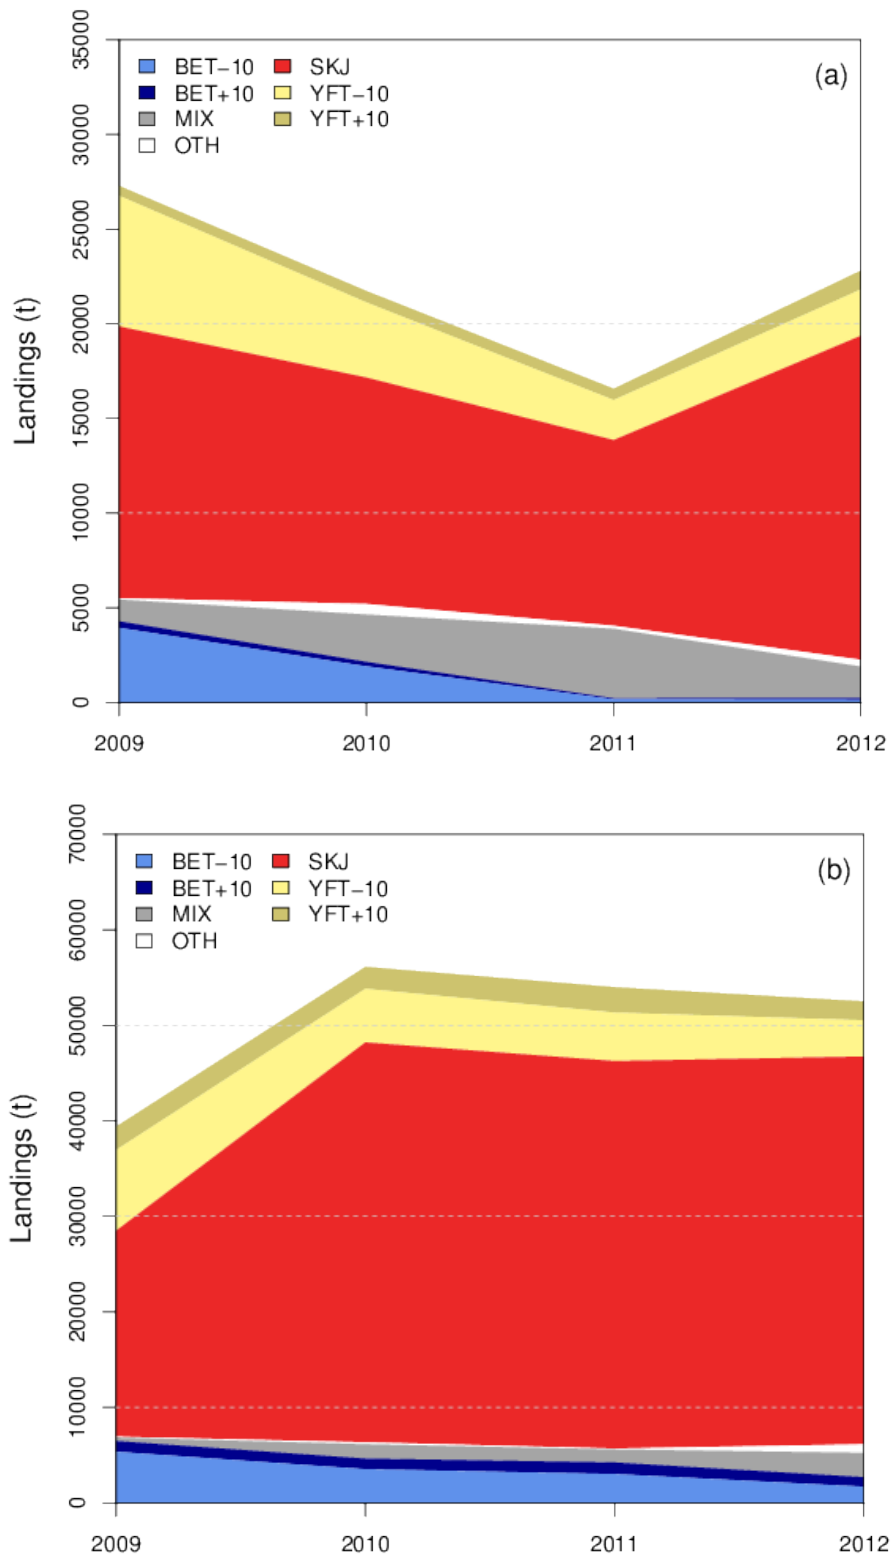 35000
30000
25000
20000
15000
10000
5000
0
Landings (t)
BET−10 SKJ
BET+10 YFT−10
MIX YFT+10
OTH
(a)
2009 2010 2011 2012
70000
60000
50000
40000
30000
20000
10000
0
Landings (t)
BET−10 SKJ
BET+10 YFT−10
MIX YFT+10
OTH
(b)
2009 2010 2011 2012